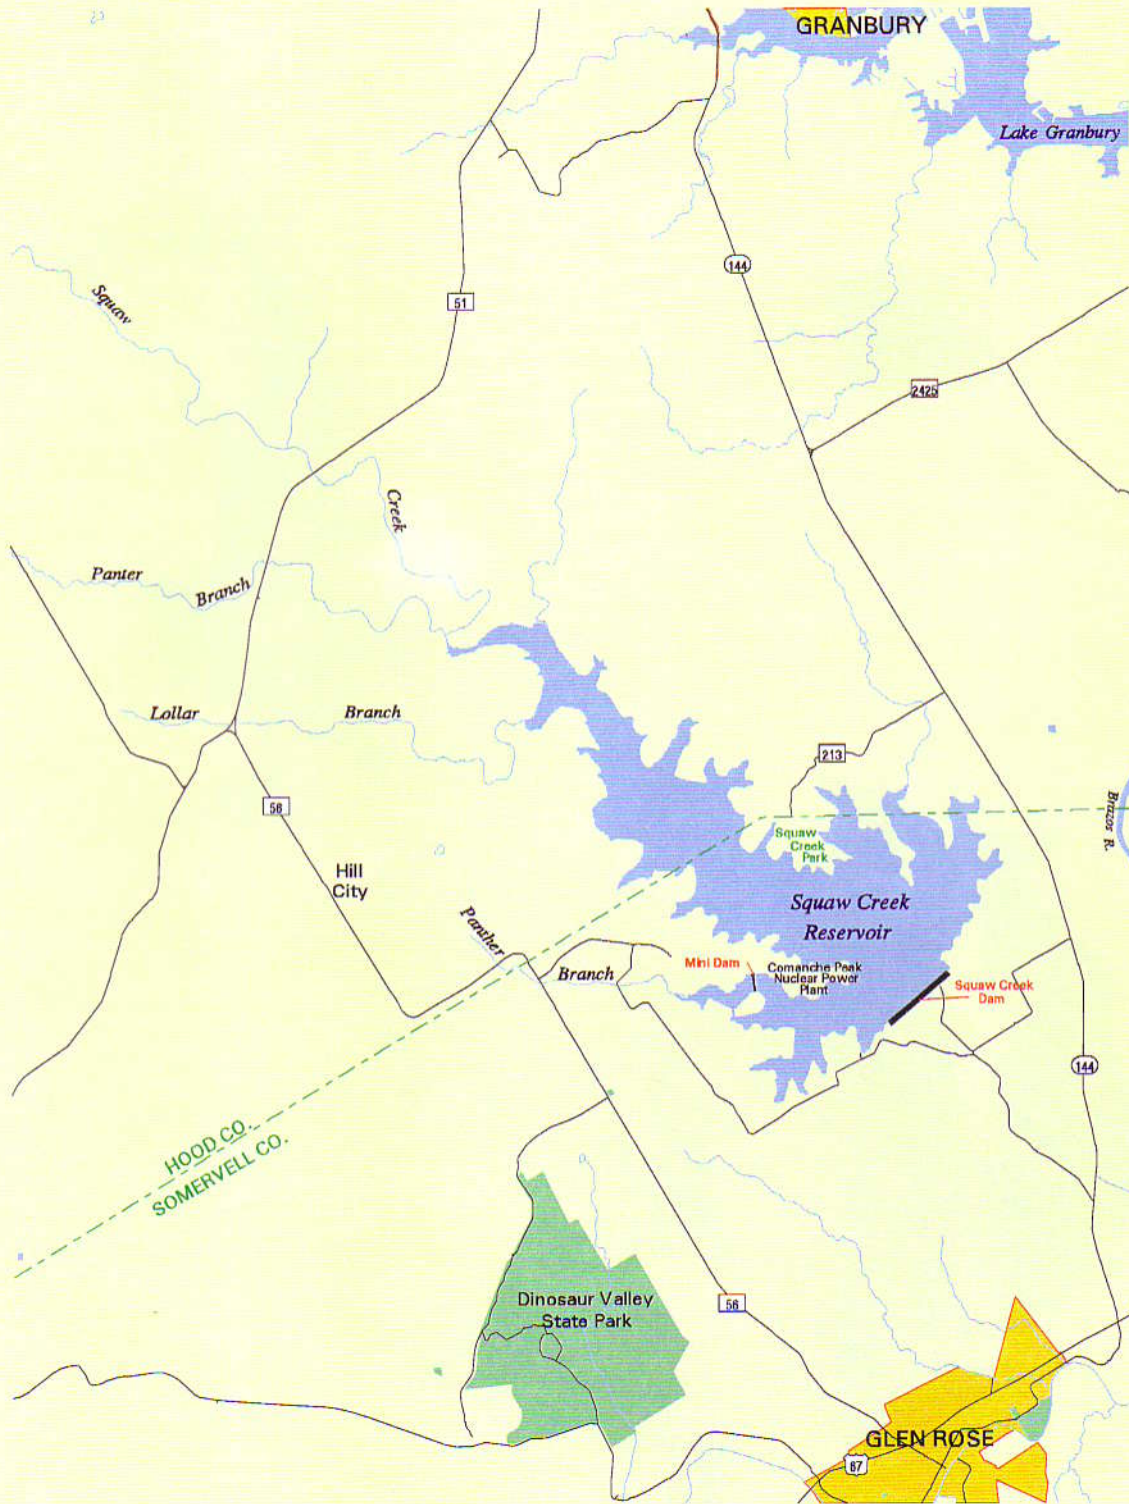 GRANBURY
Lake Granbury
144
Squaw
51
2425
Creek
Panter
Branch
Lollar
Branch
213
56
Brazos R.
Squaw
Creek
Park
Hill
City
Squaw Creek
Reservoir
Panther
Branch
Mini Dam
Comanche Peak
Nuclear Power
Plant
Squaw Creek
Dam
144
HOOD CO.
SOMERVELL CO.
Dinosaur Valley
State Park
56
GLEN ROSE
67